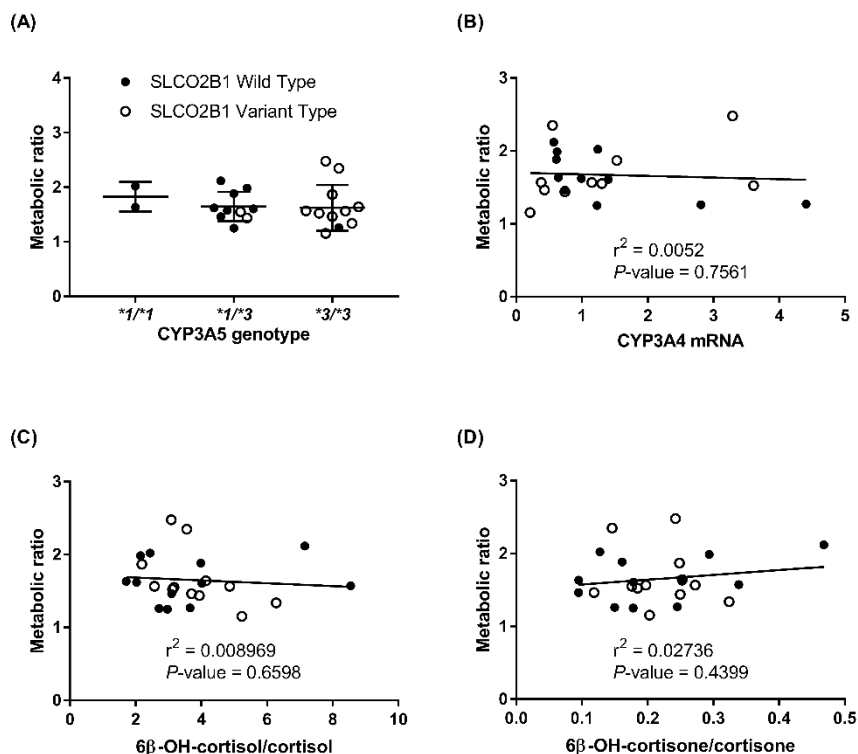 (A)
SLCO2B1 Wild Type
SLCO2B1 Variant Type
4
3
2
1
0
Metabolic ratio
*1/*1
*1/*3
*3/*3
CYP3A5 genotype
(B)
3
2
1
0
Metabolic ratio
r² = 0.0052
P-value = 0.7561
0
1
2
3
4
5
CYP3A4 mRNA
(C)
3
2
1
0
Metabolic ratio
r² = 0.008969
P-value = 0.6598
0
2
4
6
8
10
6β-OH-cortisol/cortisol
(D)
3
2
1
0
Metabolic ratio
r² = 0.02736
P-value = 0.4399
0.0
0.1
0.2
0.3
0.4
0.5
6β-OH-cortisone/cortisone